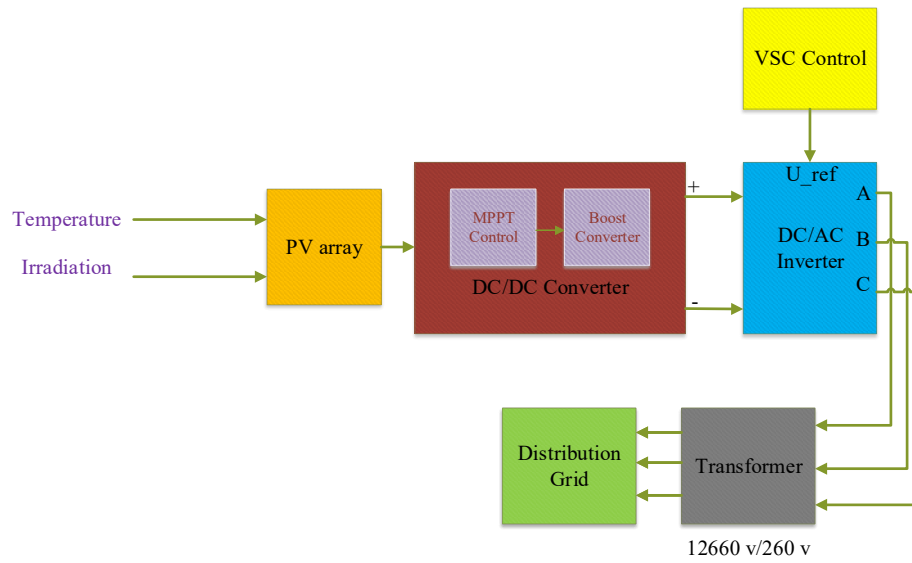 VSC Control
Temperature
Irradiation
PV array
MPPT
Control
Boost
Converter
DC/DC Converter
+
-
U_ref
DC/AC
Inverter
A
B
C
Distribution
Grid
Transformer
12660 v/260 v